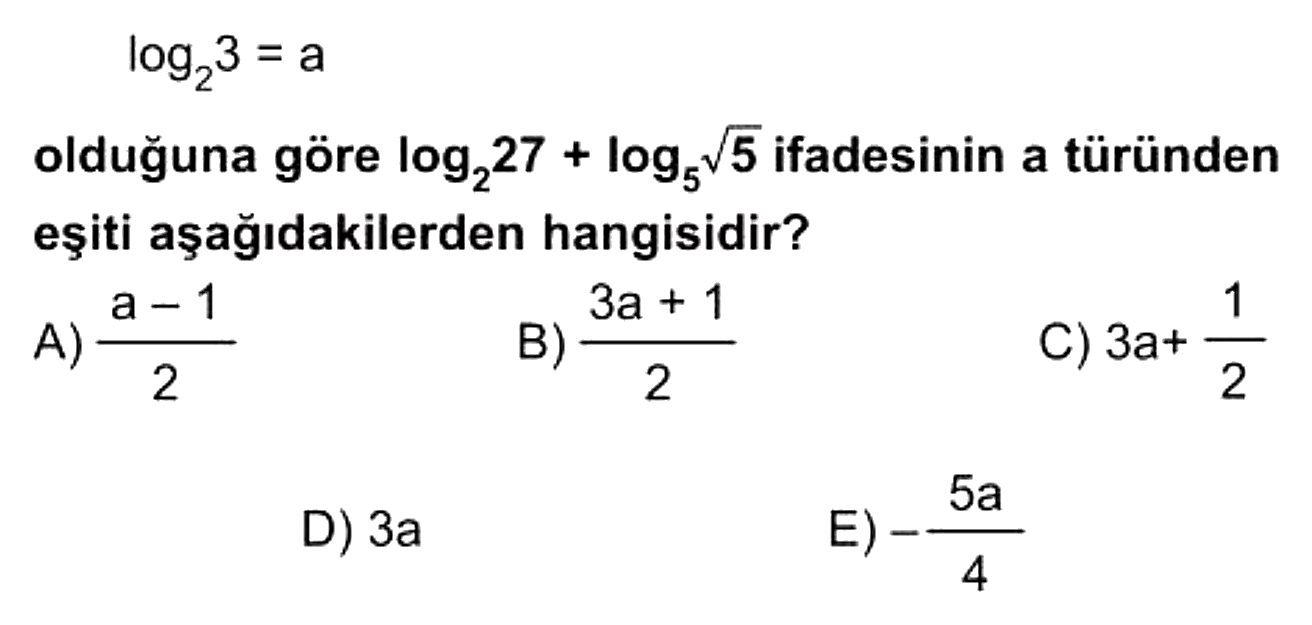 log₂3 = a
olduğuna göre log₂27 + log₅√5 ifadesinin a türünden
eşiti aşağıdakilerden hangisidir?
A) (a – 1)/2 B) (3a + 1)/2 C) 3a+ 1/2
D) 3a E) – 5a/4